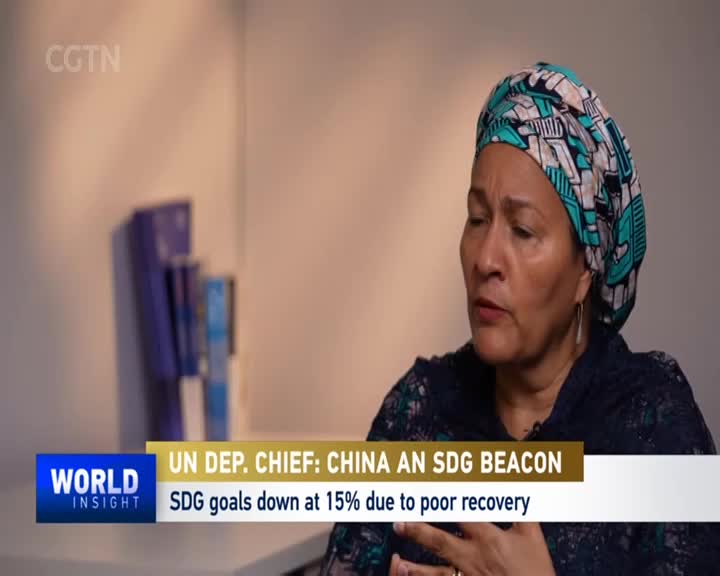 CGTN
UN DEP. CHIEF: CHINA AN SDG BEACON
WORLD
INSIGHT
SDG goals down at 15% due to poor recovery